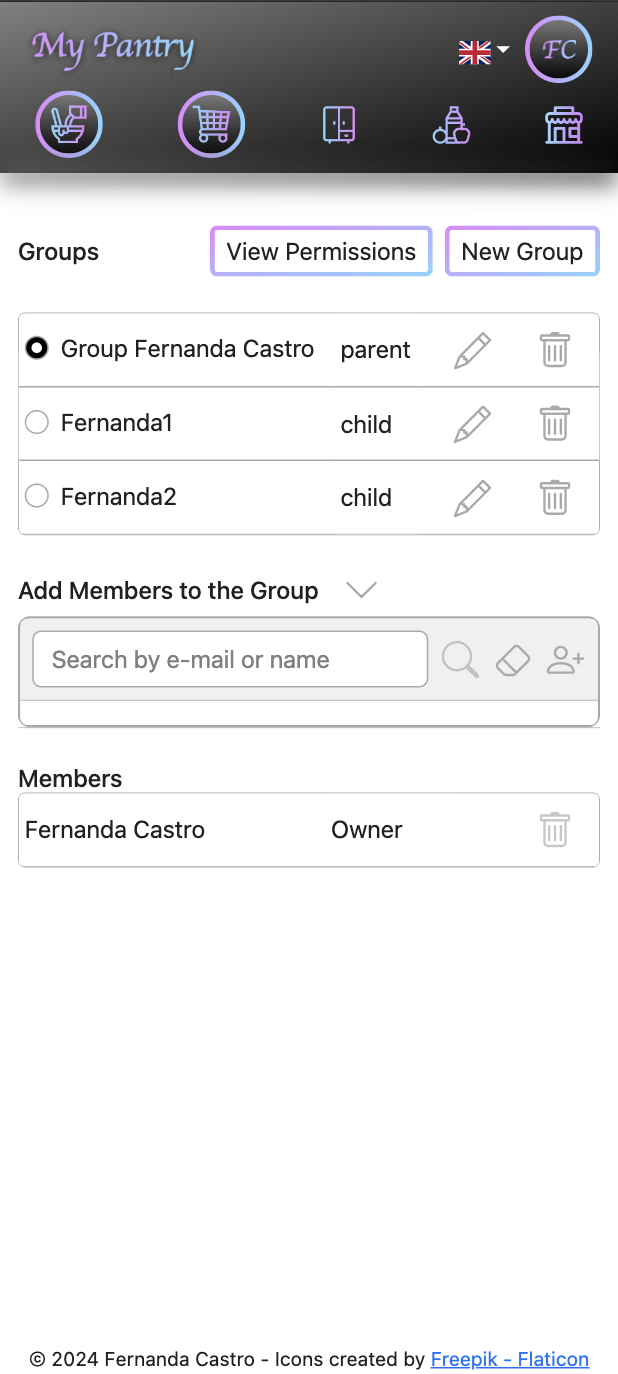 My Pantry
FC
Groups View Permissions New Group
Group Fernanda Castro parent
Fernanda1 child
Fernanda2 child
Add Members to the Group
Search by e-mail or name
Members
Fernanda Castro Owner
© 2024 Fernanda Castro - Icons created by Freepik - Flaticon